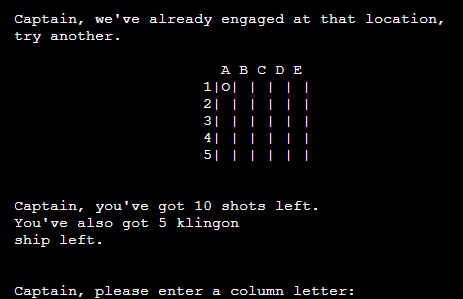 Captain, we've already engaged at that location,
try another.
A B C D E
1|O| | | | |
2| | | | | |
3| | | | | |
4| | | | | |
5| | | | | |
Captain, you've got 10 shots left.
You've also got 5 klingon
ship left.
Captain, please enter a column letter: